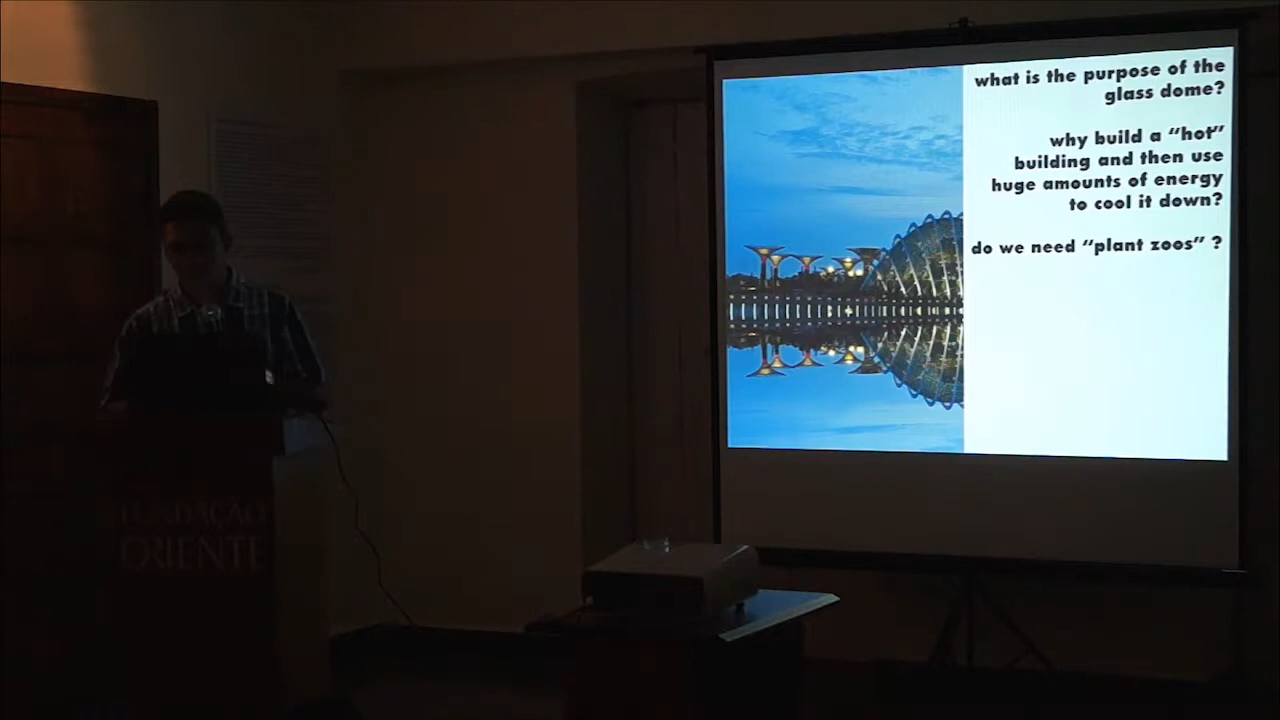 what is the purpose of the
glass dome?
why build a “hot”
building and then use
huge amounts of energy
to cool it down?
do we need “plant zoos” ?
FUNDAÇÃO
ORIENTE